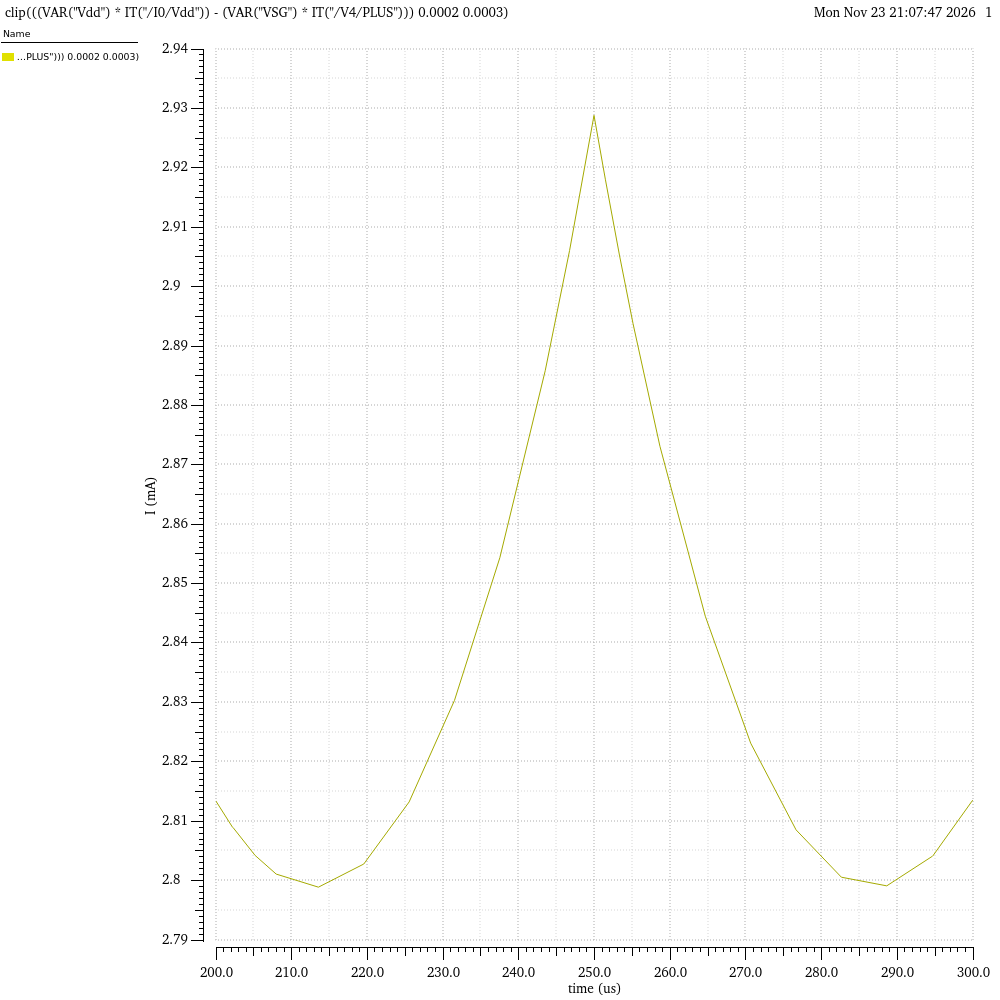 clip(((VAR("Vdd") * IT("/I0/Vdd")) - (VAR("VSG") * IT("/V4/PLUS"))) 0.0002 0.0003)
Mon Nov 23 21:07:47 2026 1
Name
...PLUS"))) 0.0002 0.0003)
2.94
2.93
2.92
2.91
2.9
2.89
2.88
2.87
2.86
2.85
2.84
2.83
2.82
2.81
2.8
2.79
I (mA)
200.0 210.0 220.0 230.0 240.0 250.0 260.0 270.0 280.0 290.0 300.0
time (us)